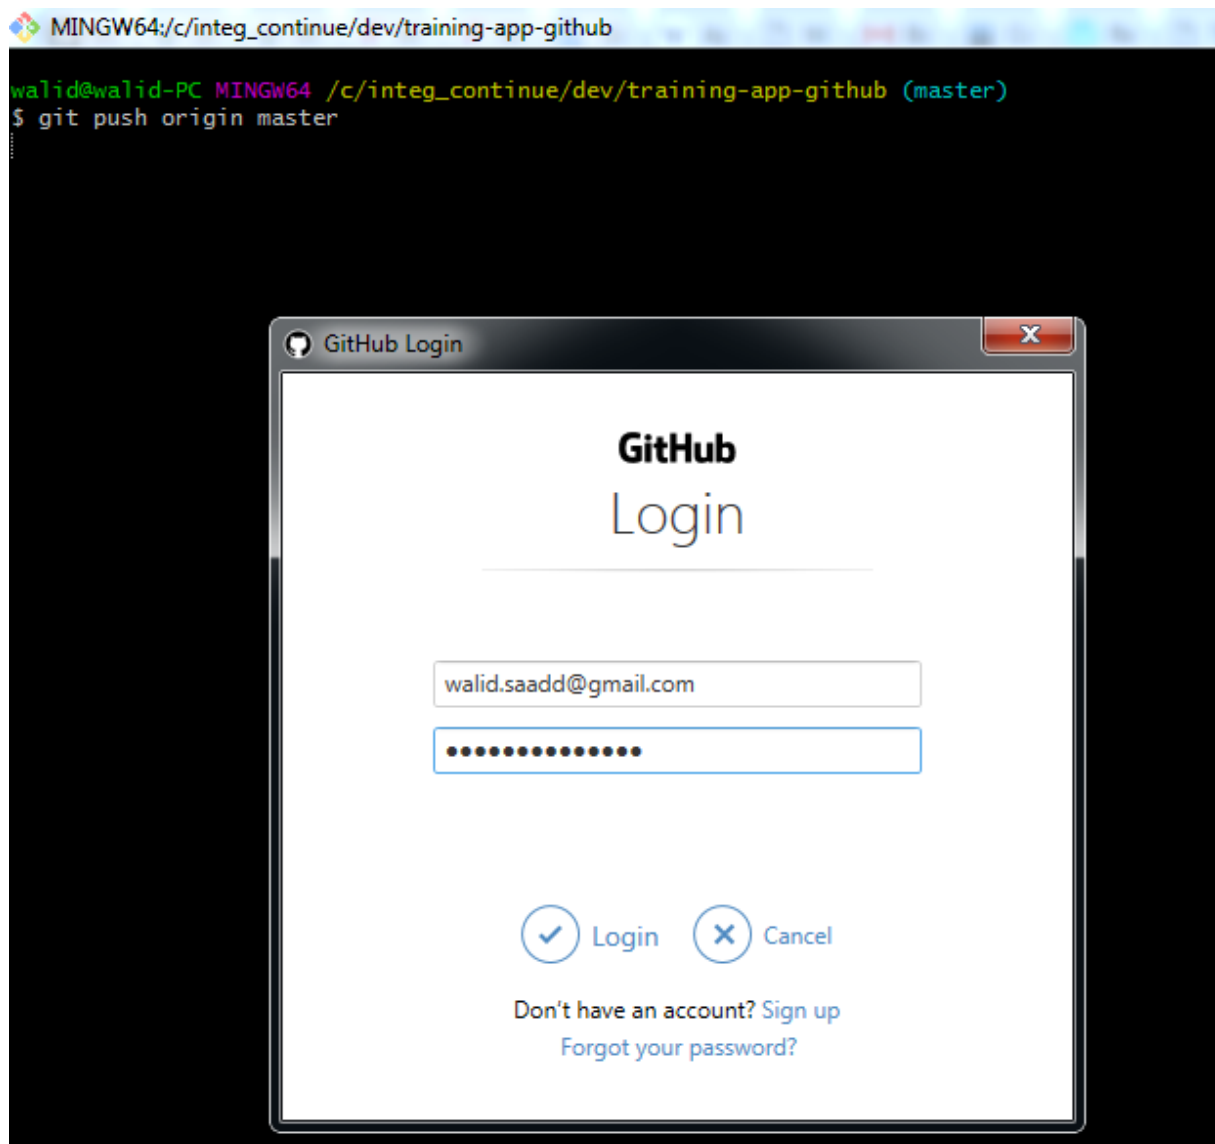 MINGW64:/c/integ_continue/dev/training-app-github
walid@walid-PC MINGW64 /c/integ_continue/dev/training-app-github (master)
$ git push origin master
GitHub Login
GitHub
Login
walid.saadd@gmail.com
••••••••••••••
Login Cancel
Don't have an account? Sign up
Forgot your password?